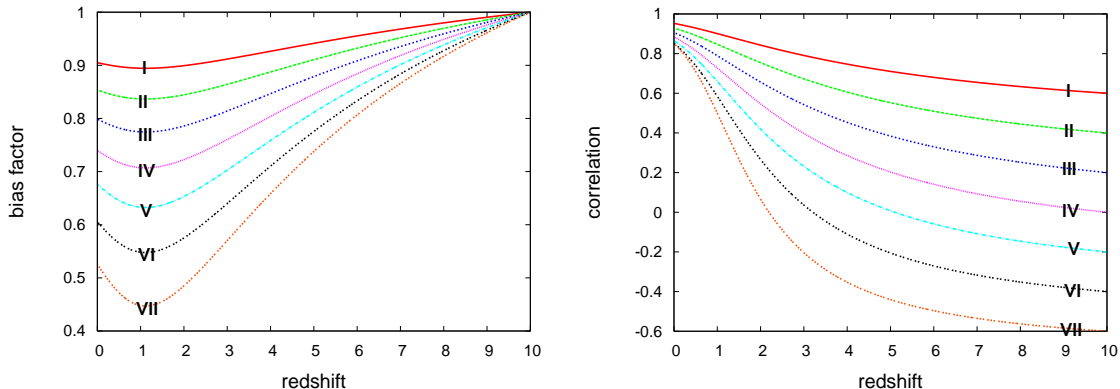 1
0.9
0.8
0.7
0.6
0.5
0.4
bias factor
I
II
III
IV
V
VI
VII
0 1 2 3 4 5 6 7 8 9 10
redshift
1
0.8
0.6
0.4
0.2
0
-0.2
-0.4
-0.6
correlation
I
II
III
IV
V
VI
VII
0 1 2 3 4 5 6 7 8 9 10
redshift